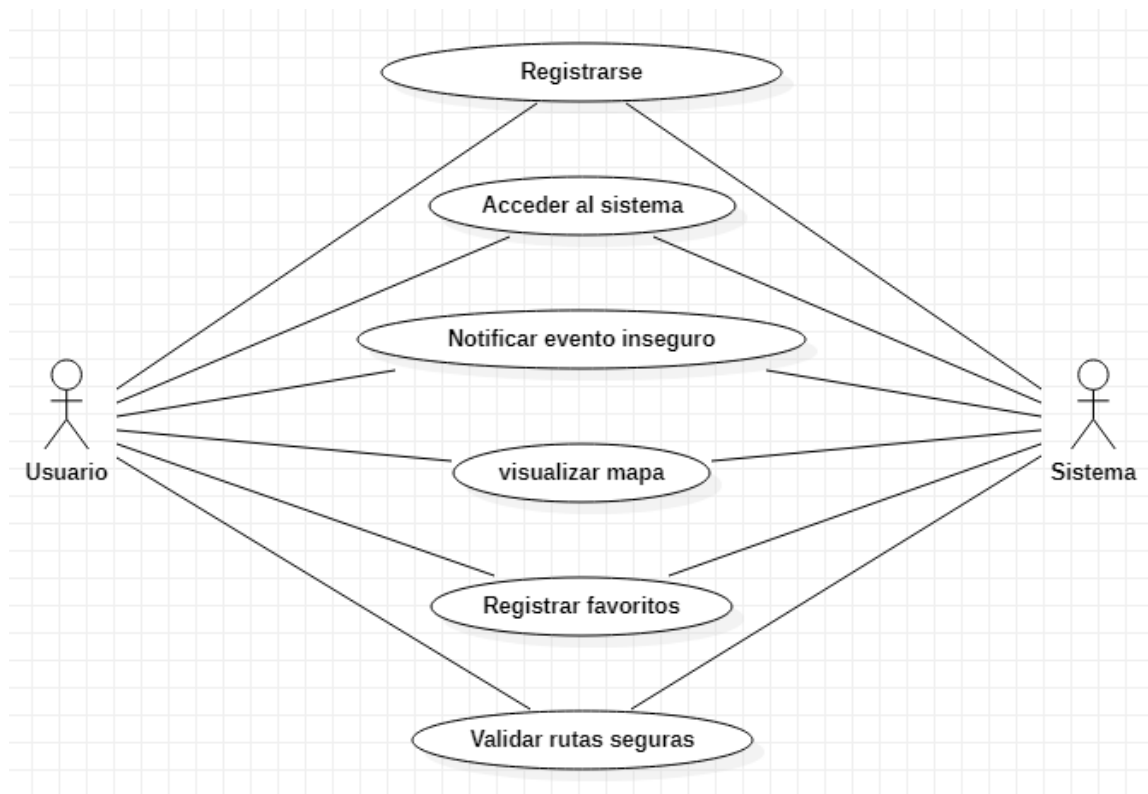 Registrarse
Acceder al sistema
Notificar evento inseguro
Usuario
Sistema
visualizar mapa
Registrar favoritos
Validar rutas seguras